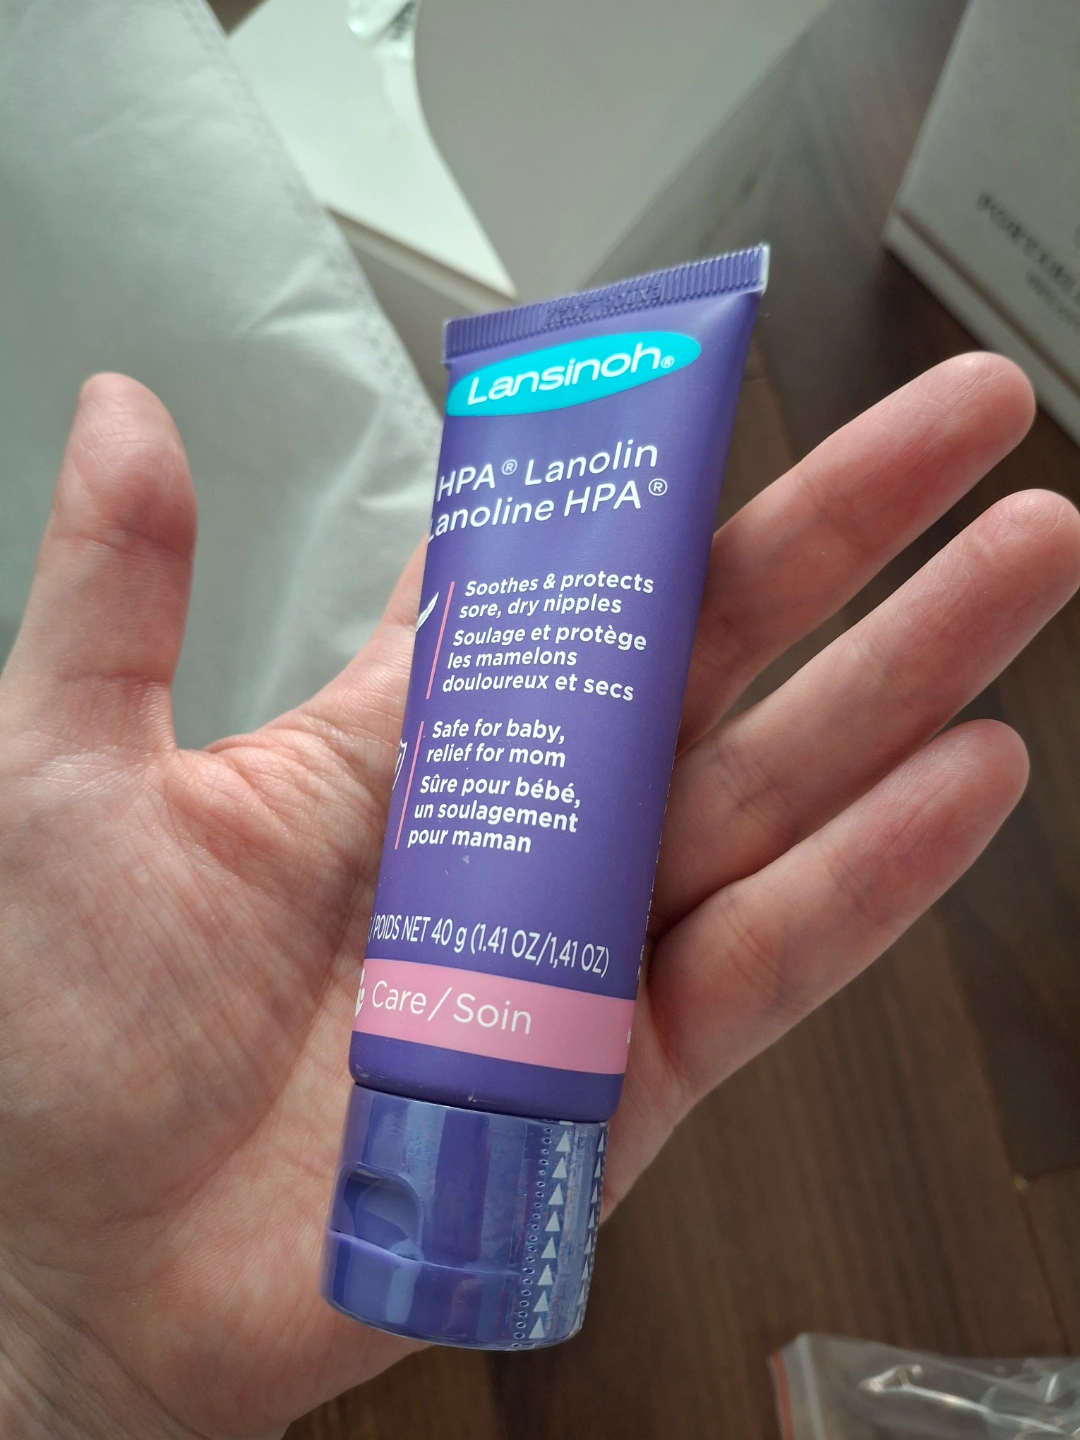 Lansinoh®
HPA® Lanolin
Lanoline HPA®
Soothes & protects
sore, dry nipples
Soulage et protège
les mamelons
douloureux et secs
Safe for baby,
relief for mom
Sûre pour bébé,
un soulagement
pour maman
/POIDS NET 40 g (1.41 OZ/1,41 OZ)
Care/Soin